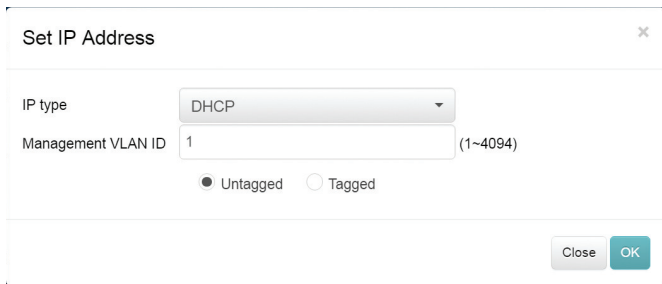 Set IP Address ×
IP type DHCP
Management VLAN ID 1 (1~4094)
Untagged Tagged
Close OK